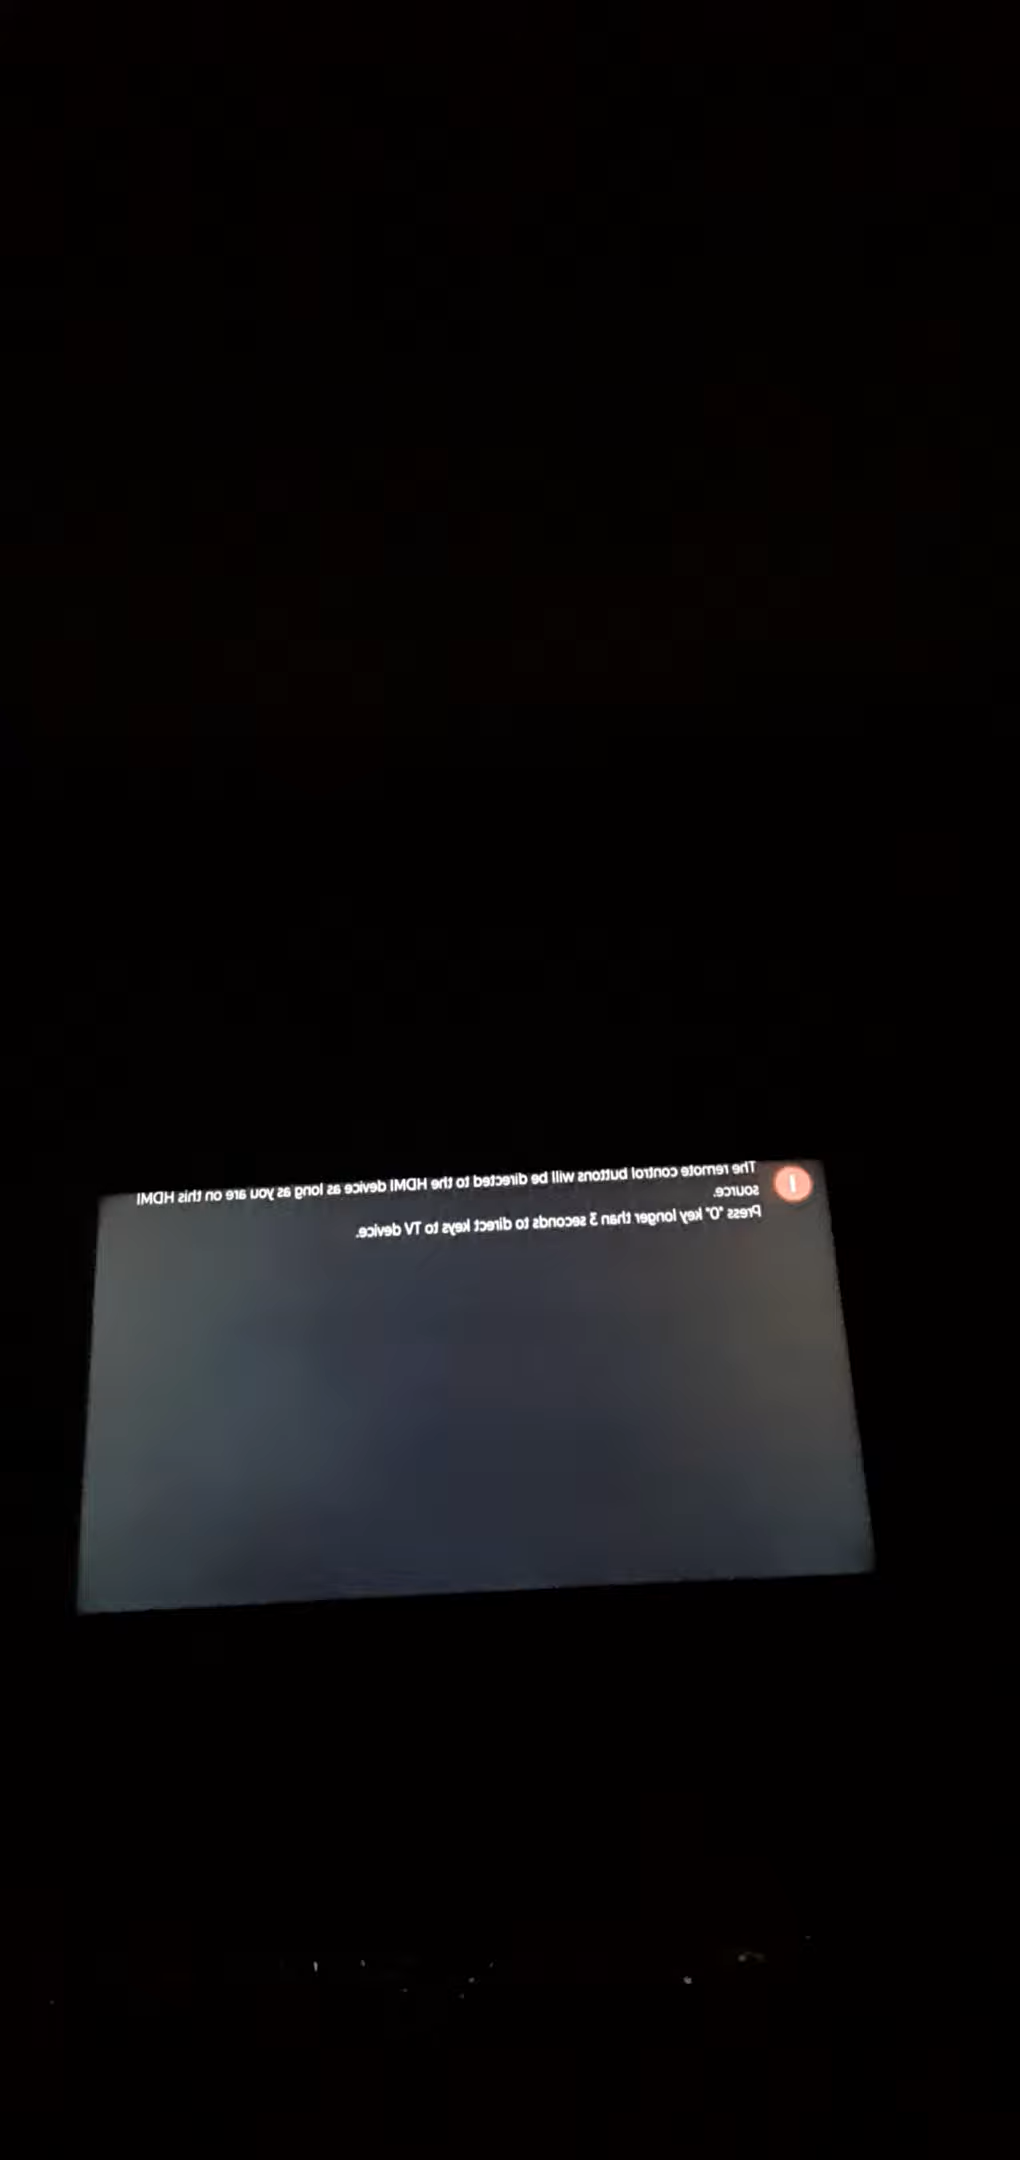 The remote control buttons will be directed to the HDMI device as long as you are on this HDMI
source.
Press "0" key longer than 3 seconds to direct keys to TV device.